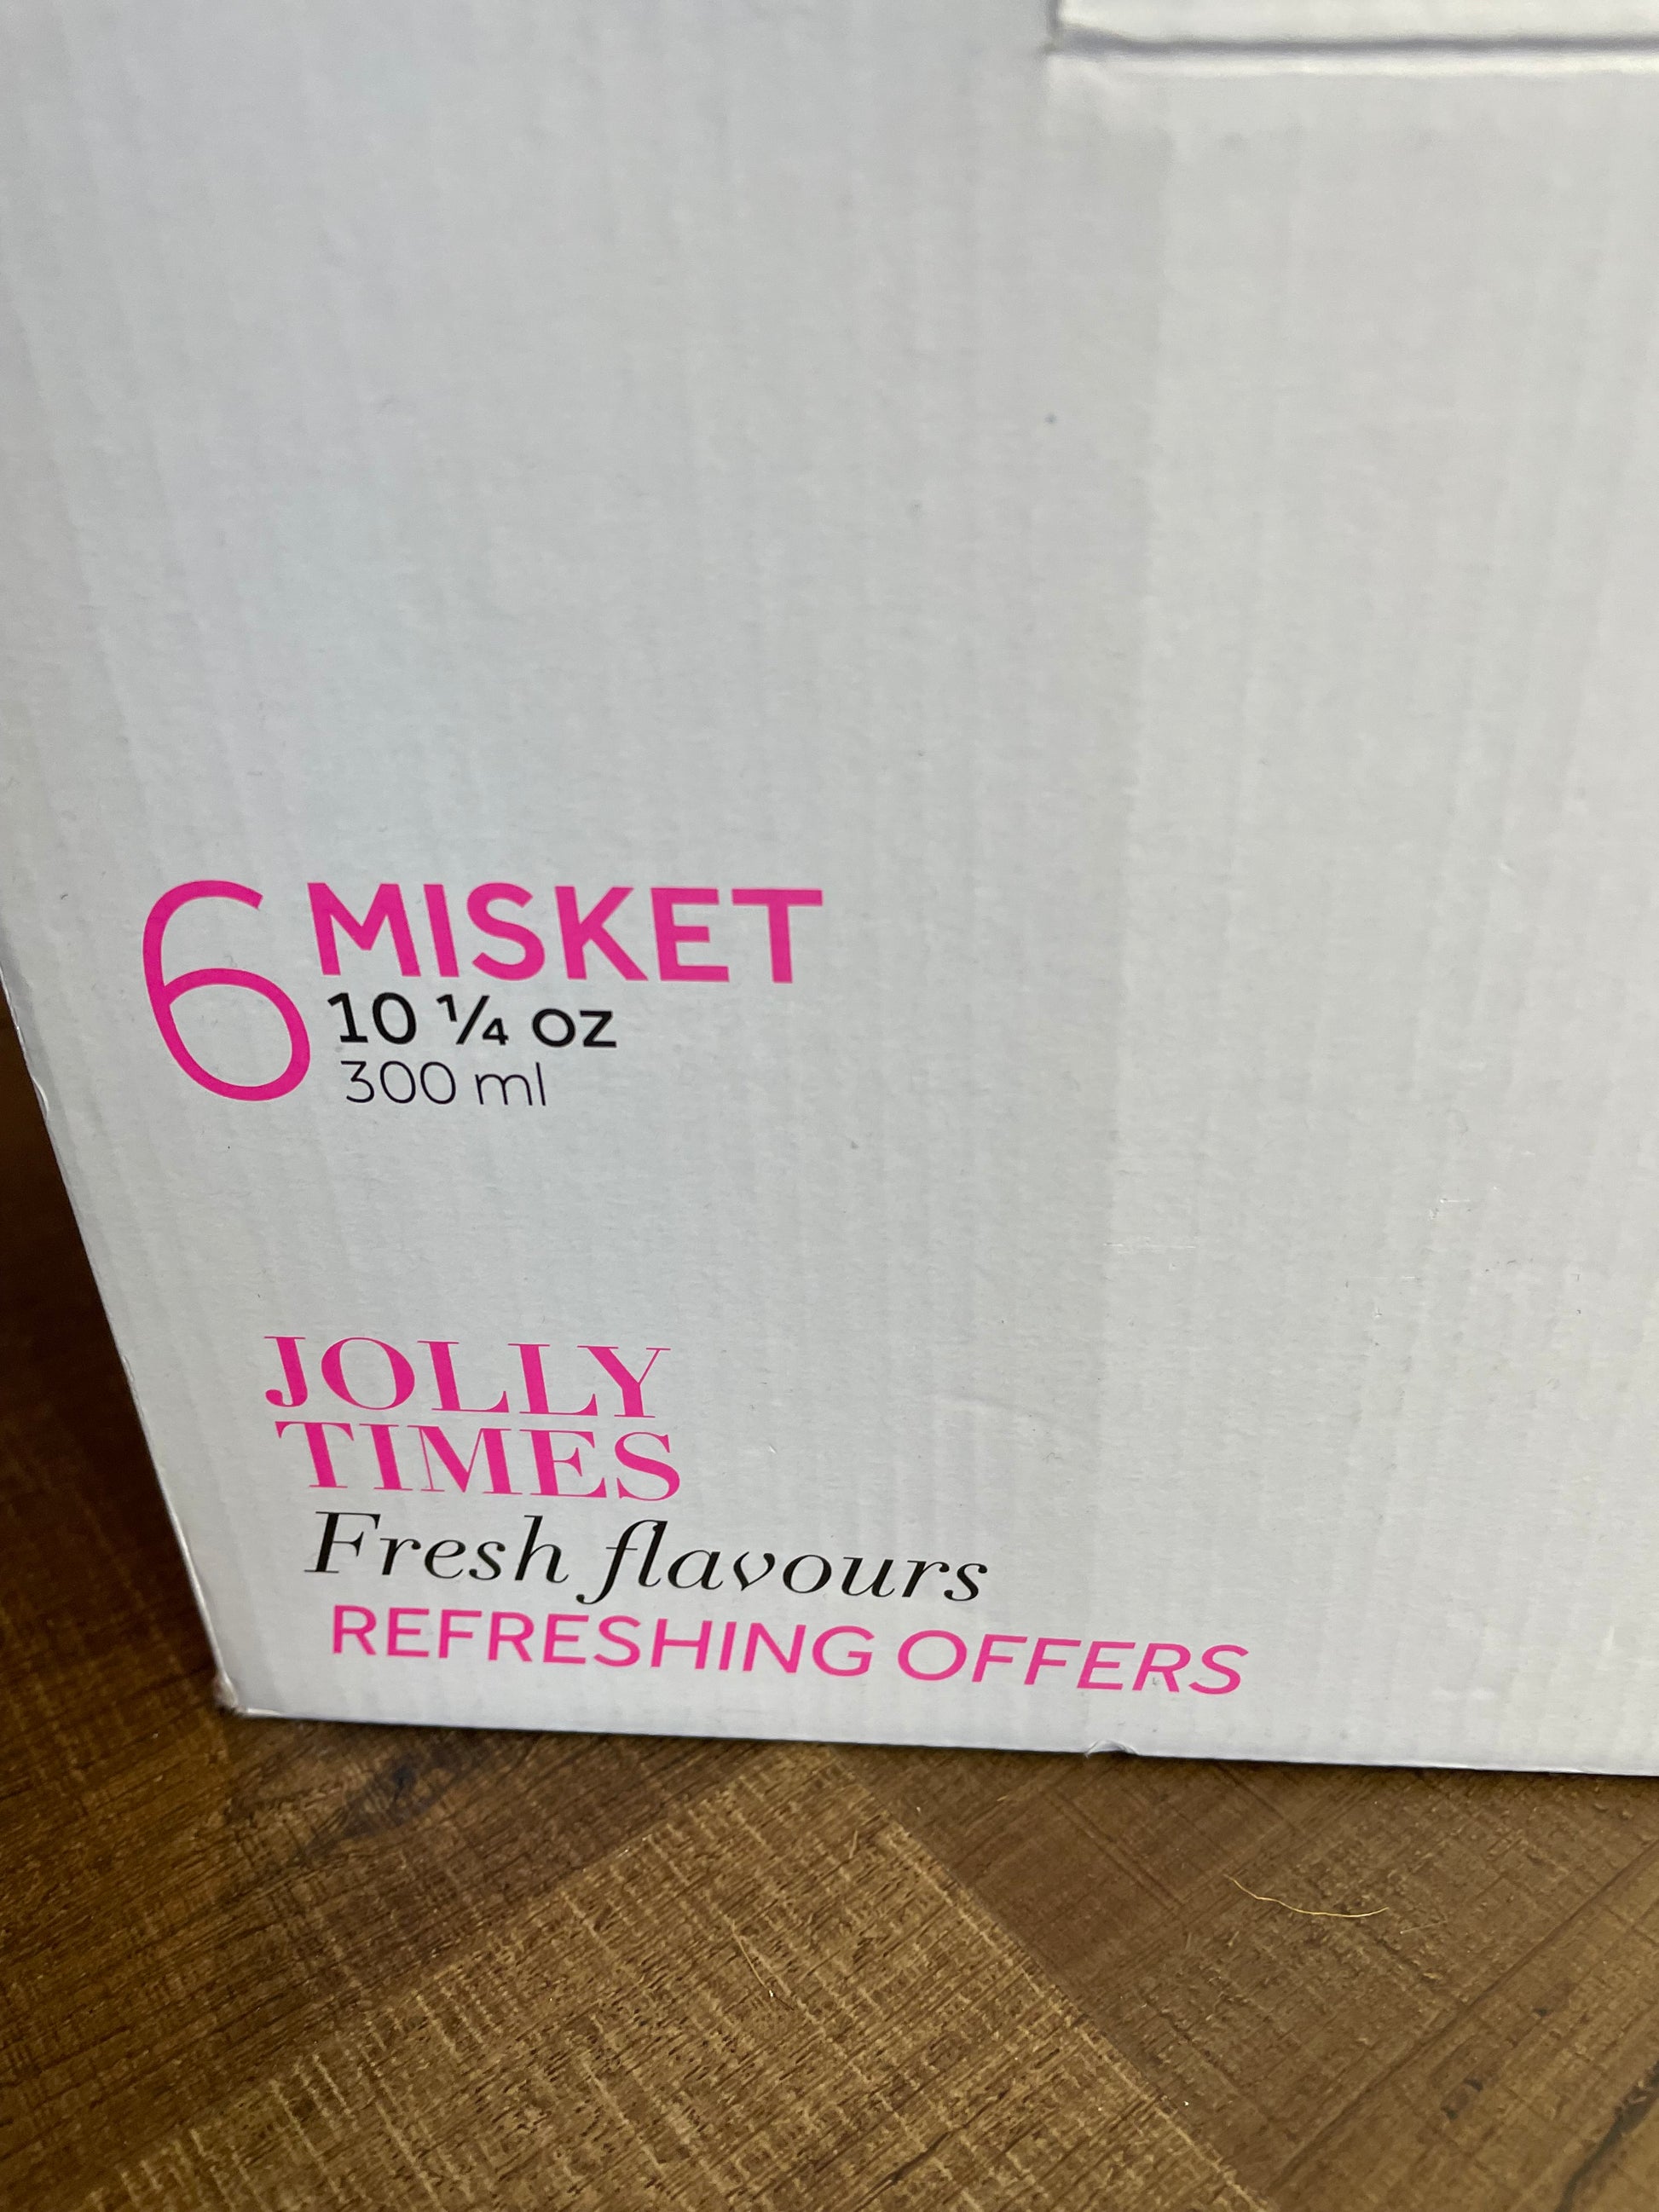 6 MISKET
10 ¼ oz
300 ml
JOLLY
TIMES
Fresh flavours
REFRESHING OFFERS